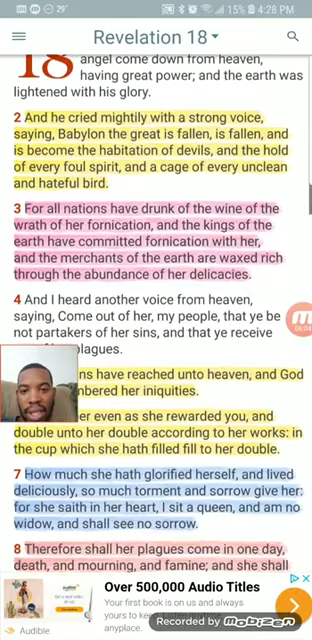 29° 15% 4:28 PM
Revelation 18
18 angel come down from heaven,
having great power; and the earth was
lightened with his glory.
2 And he cried mightily with a strong voice,
saying, Babylon the great is fallen, is fallen, and
is become the habitation of devils, and the hold
of every foul spirit, and a cage of every unclean
and hateful bird.
3 For all nations have drunk of the wine of the
wrath of her fornication, and the kings of the
earth have committed fornication with her,
and the merchants of the earth are waxed rich
through the abundance of her delicacies.
4 And I heard another voice from heaven,
saying, Come out of her, my people, that ye be
not partakers of her sins, and that ye receive
plagues.
ns have reached unto heaven, and God
nbered her iniquities.
er even as she rewarded you, and
double unto her double according to her works: in
the cup which she hath filled fill to her double.
7 How much she hath glorified herself, and lived
deliciously, so much torment and sorrow give her:
for she saith in her heart, I sit a queen, and am no
widow, and shall see no sorrow.
8 Therefore shall her plagues come in one day,
death, and mourning, and famine; and she shall
audible
Over 500,000 Audio Titles
Your first book is on us and always
yours to keep
anyplace.
Audible
Recorded by Mobizen